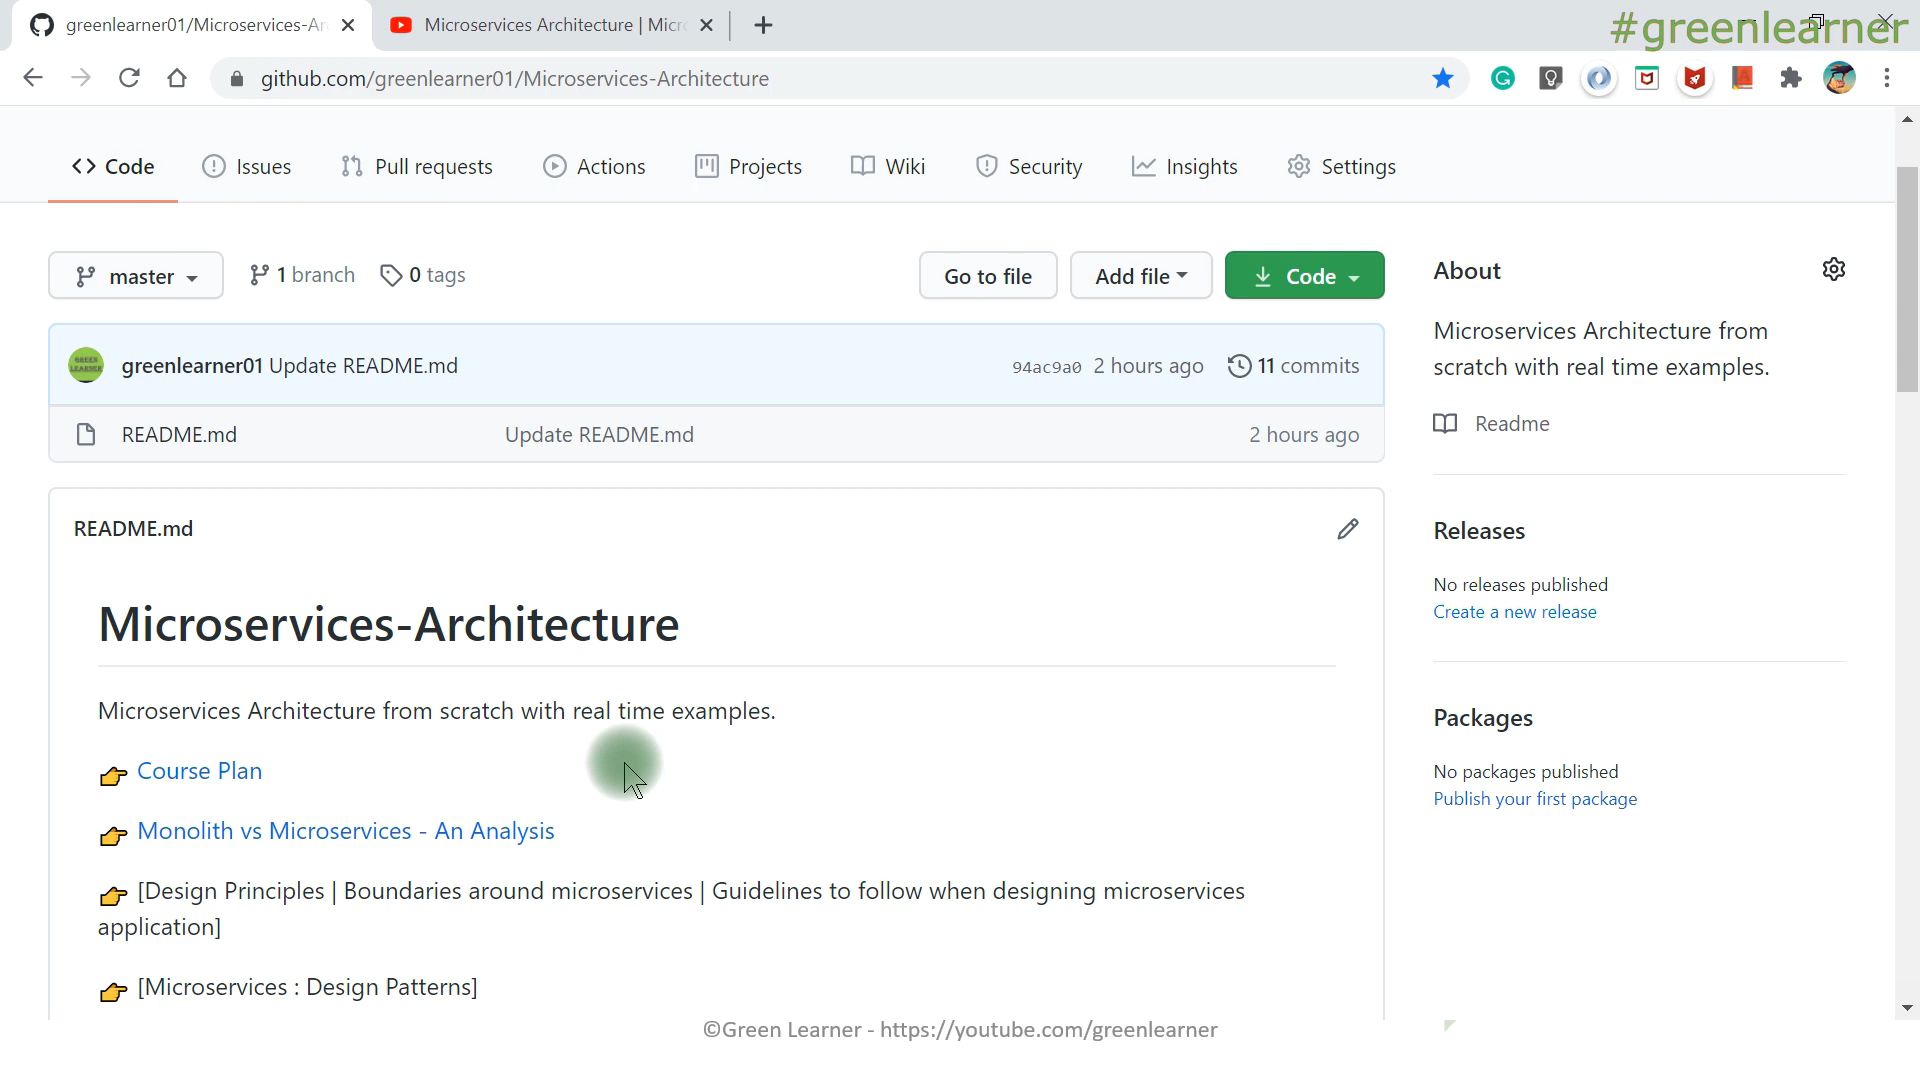 greenlearner01/Microservices-Ar
Microservices Architecture | Micr
#greenlearner
github.com/greenlearner01/Microservices-Architecture
Code
Issues
Pull requests
Actions
Projects
Wiki
Security
Insights
Settings
master
1 branch
0 tags
Go to file
Add file
Code
About
Microservices Architecture from
scratch with real time examples.
Readme
GREEN
LEARNER
greenlearner01 Update README.md
94ac9a0 2 hours ago
11 commits
README.md
Update README.md
2 hours ago
Releases
No releases published
Create a new release
Packages
No packages published
Publish your first package
README.md
Microservices-Architecture
Microservices Architecture from scratch with real time examples.
👉 Course Plan
👉 Monolith vs Microservices - An Analysis
👉 [Design Principles | Boundaries around microservices | Guidelines to follow when designing microservices
application]
👉 [Microservices : Design Patterns]
©Green Learner - https://youtube.com/greenlearner